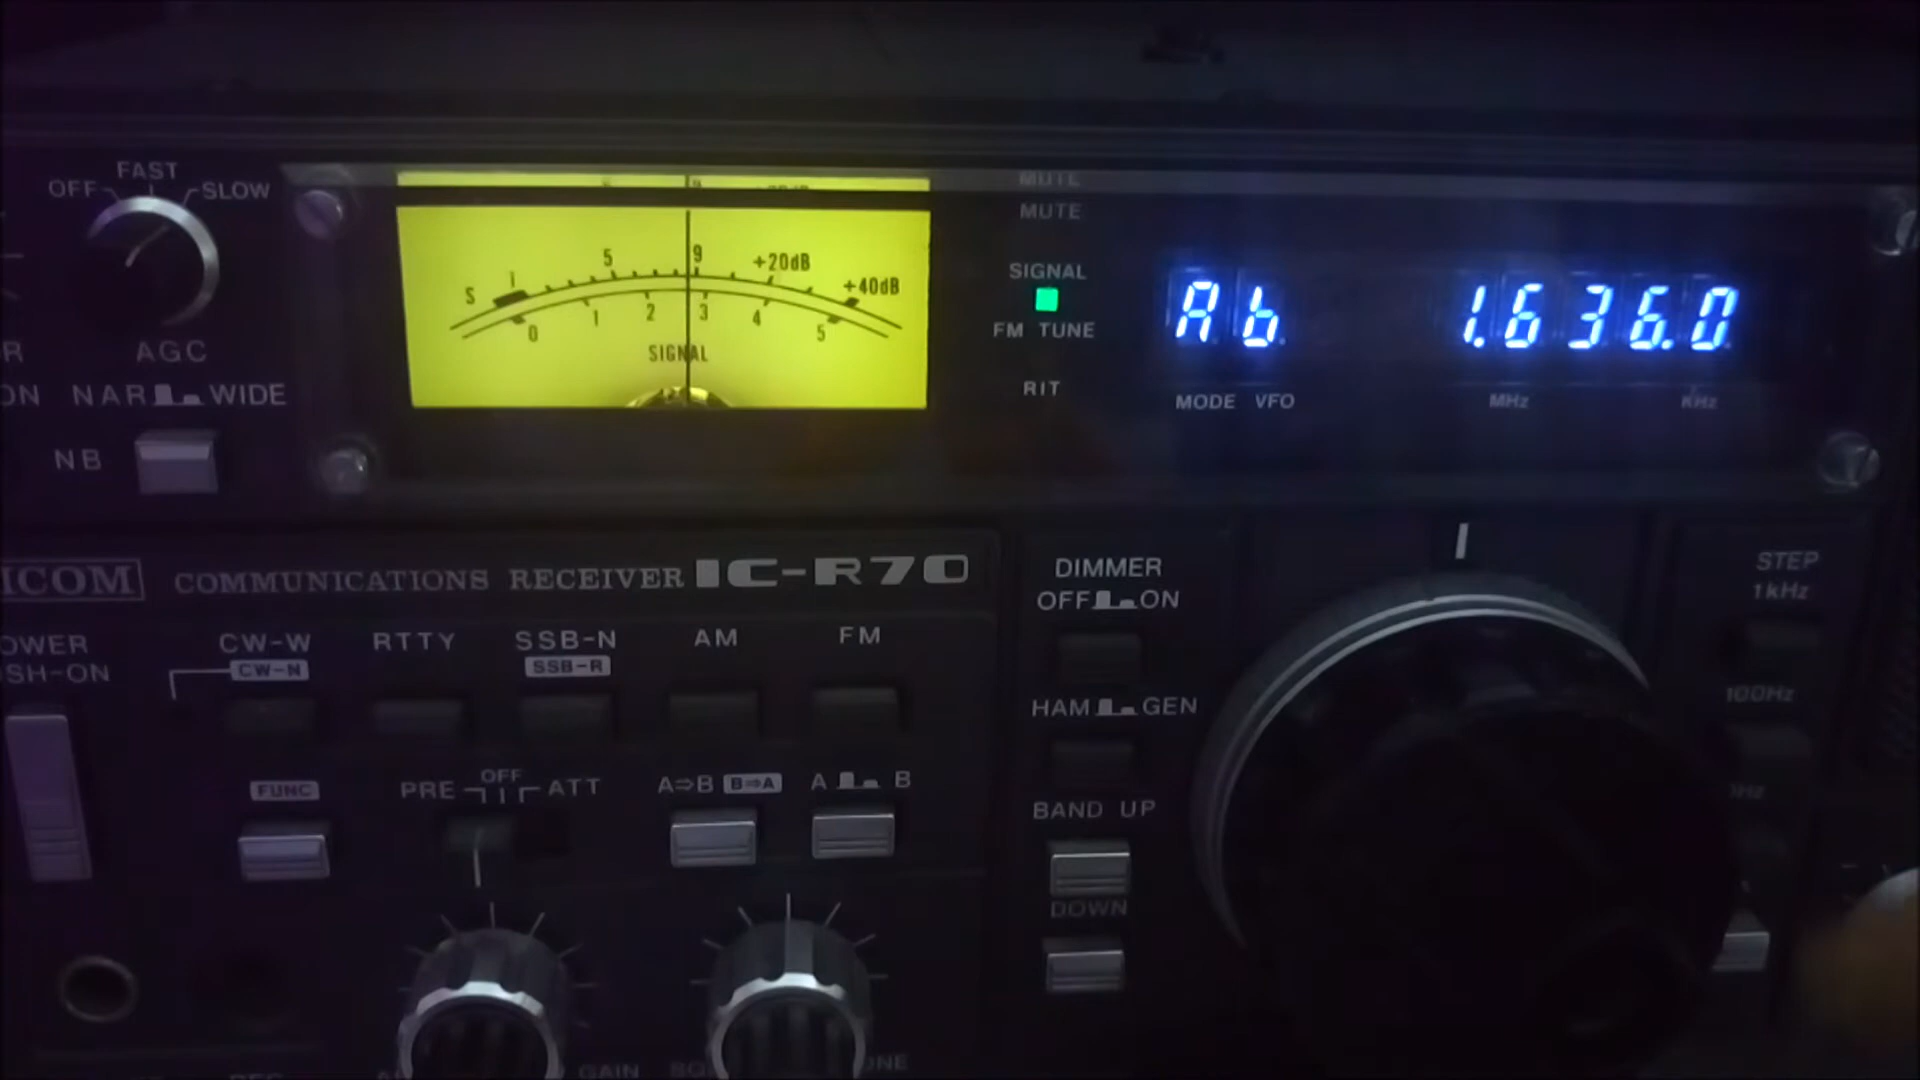 FAST
OFF SLOW
AGC
NAR WIDE
NB
MUTE
MUTE
S 1 5 9 +20dB +40dB
0 1 2 3 4 5
SIGNAL
SIGNAL
FM TUNE
RIT
A b 1.636.0
MODE VFO MHz KHz
ICOM COMMUNICATIONS RECEIVER IC-R70
CW-W RTTY SSB-N AM FM
CW-N SSB-R
SH-ON
FUNC
PRE OFF ATT
A⇒B B⇒A A B
DIMMER
OFF ON
HAM GEN
BAND UP
DOWN
STEP
1kHz
100Hz
GAIN